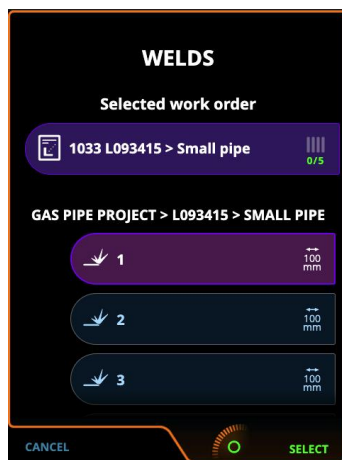 WELDS
Selected work order
1033 L093415 > Small pipe
0/5
GAS PIPE PROJECT > L093415 > SMALL PIPE
1
100
mm
2
100
mm
3
100
mm
CANCEL
SELECT